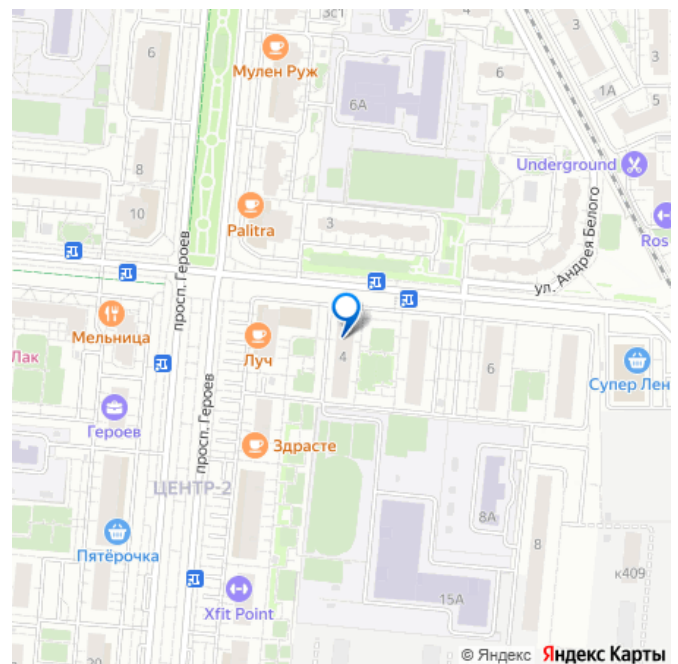 3с1
6
Мулен Руж
6
1А
5
6А
Underground
8
10
Palitra
3
Ros
ул. Андрея Белого
просп. Героев
Мельница
Луч
Лак
4
6
Супер Лен
Героев
просп. Героев
Здрасте
ЦЕНТР-2
8А
8
Пятёрочка
к409
15А
Xfit Point
20
© Яндекс Яндекс Карты